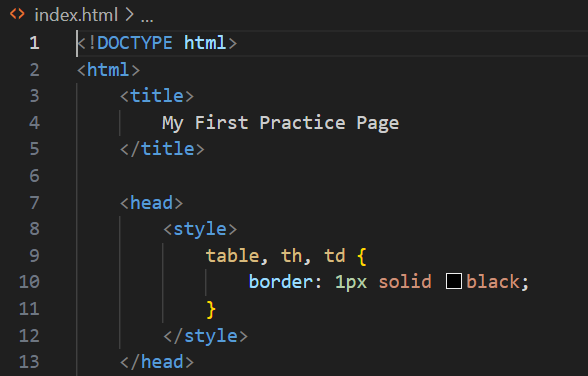 index.html > ...
1 <!DOCTYPE html>
2 <html>
3     <title>
4         My First Practice Page
5     </title>
6
7     <head>
8         <style>
9             table, th, td {
10                 border: 1px solid black;
11             }
12         </style>
13     </head>